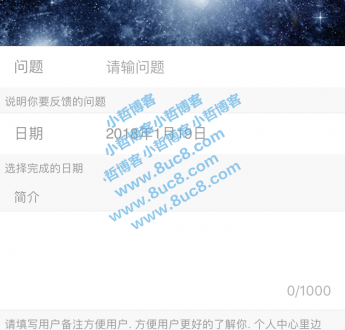 问题 请输问题
说明你要反馈的问题
日期 2018年1月19日
选择完成的日期
简介
0/1000
请填写用户备注方便用户. 方便用户更好的了解你. 个人中心里边
小哲博客 小哲博客 小哲博客
小哲博客 小哲博客 小哲博客
www.8uc8.com
www.8uc8.com
www.8uc8.com